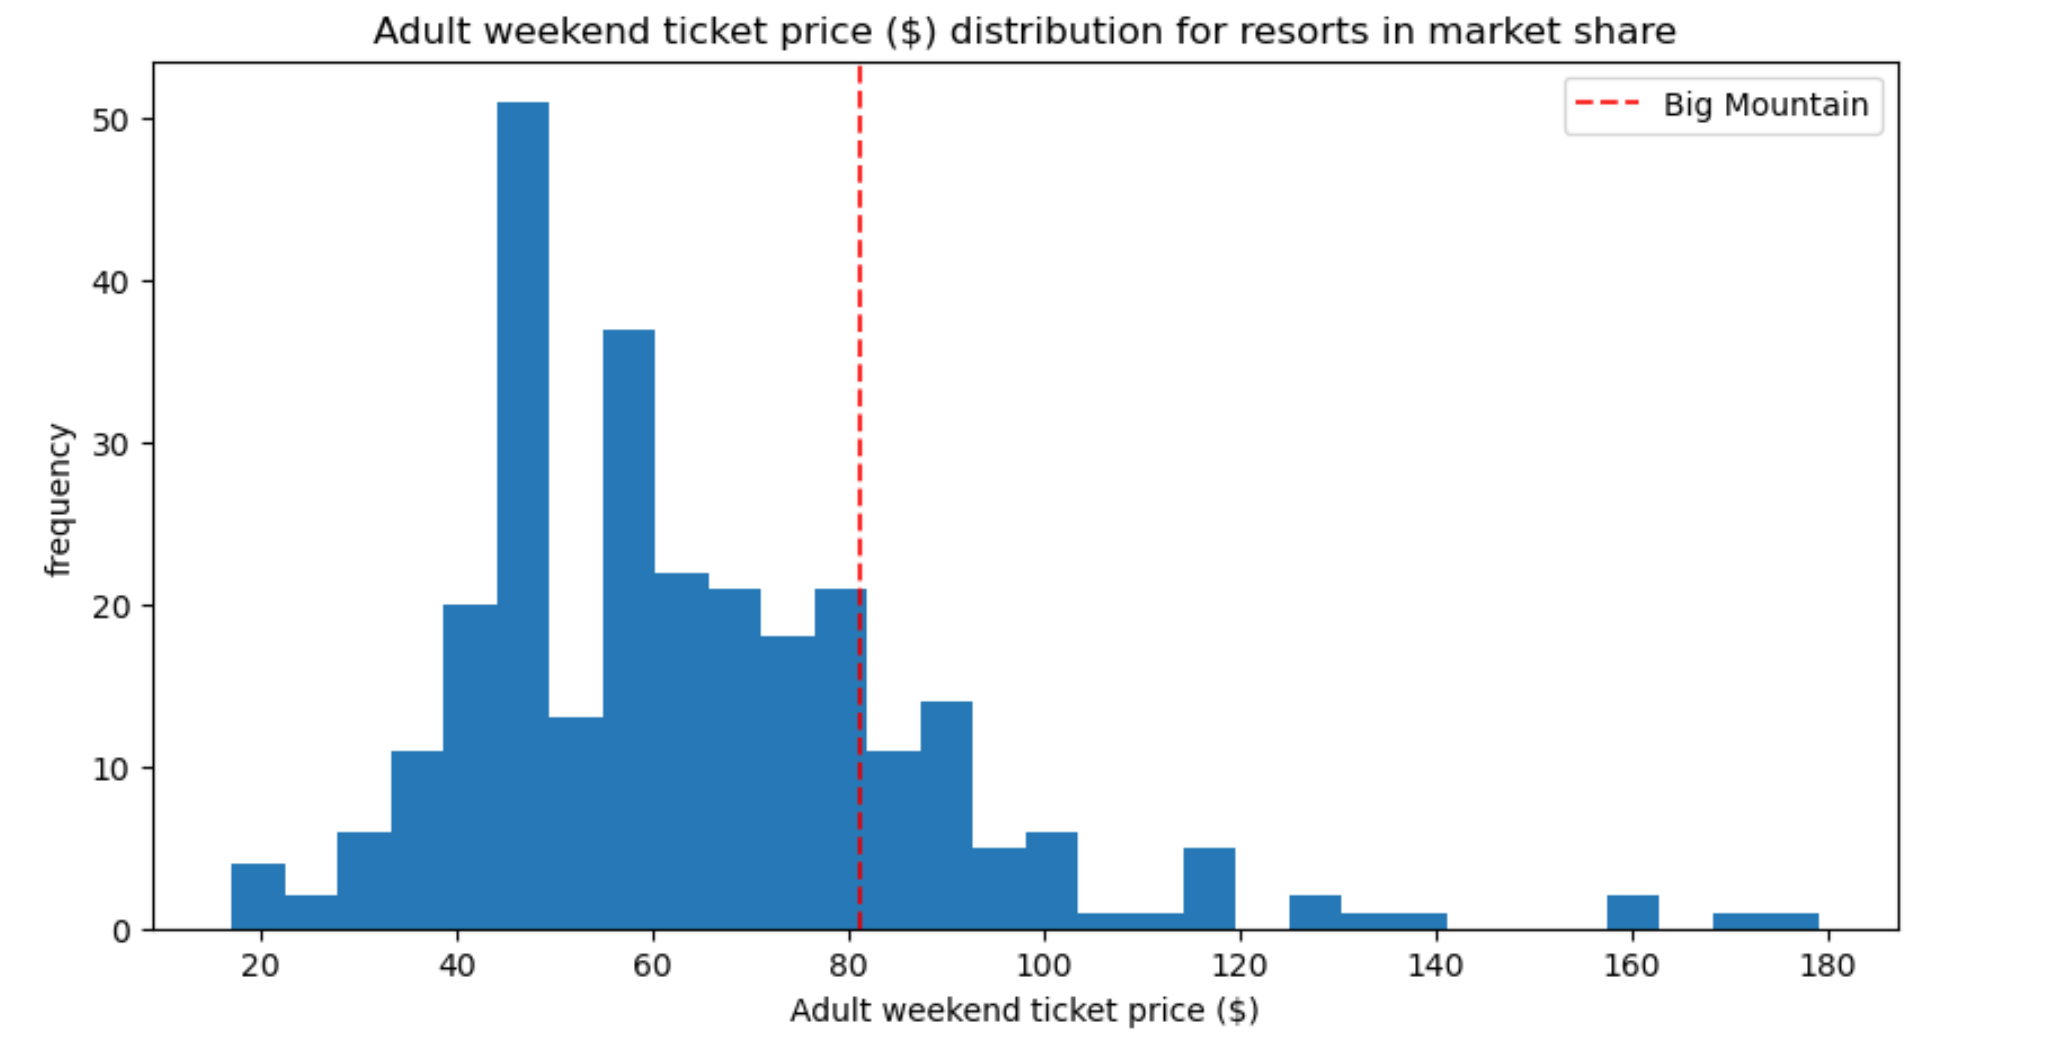 Adult weekend ticket price ($) distribution for resorts in market share
Big Mountain
frequency
50
40
30
20
10
0
20 40 60 80 100 120 140 160 180
Adult weekend ticket price ($)